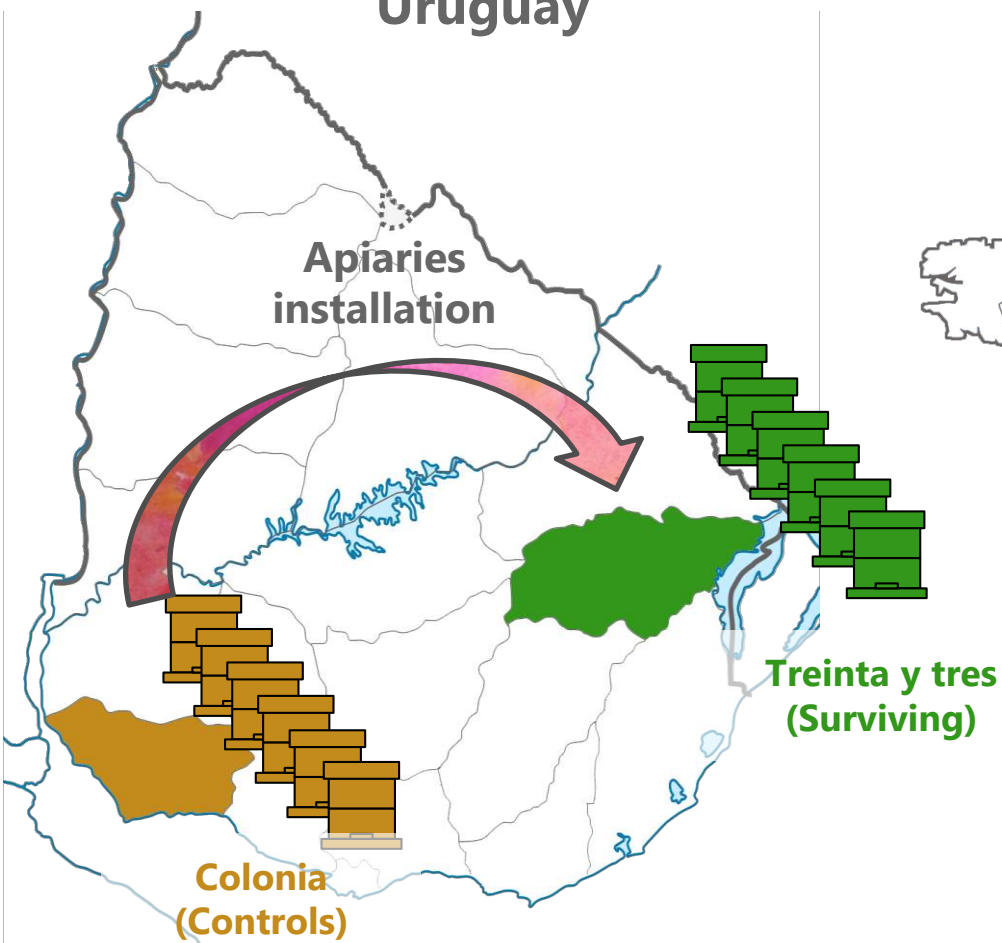 Uruguay
Apiaries
installation
Treinta y tres
(Surviving)
Colonia
(Controls)